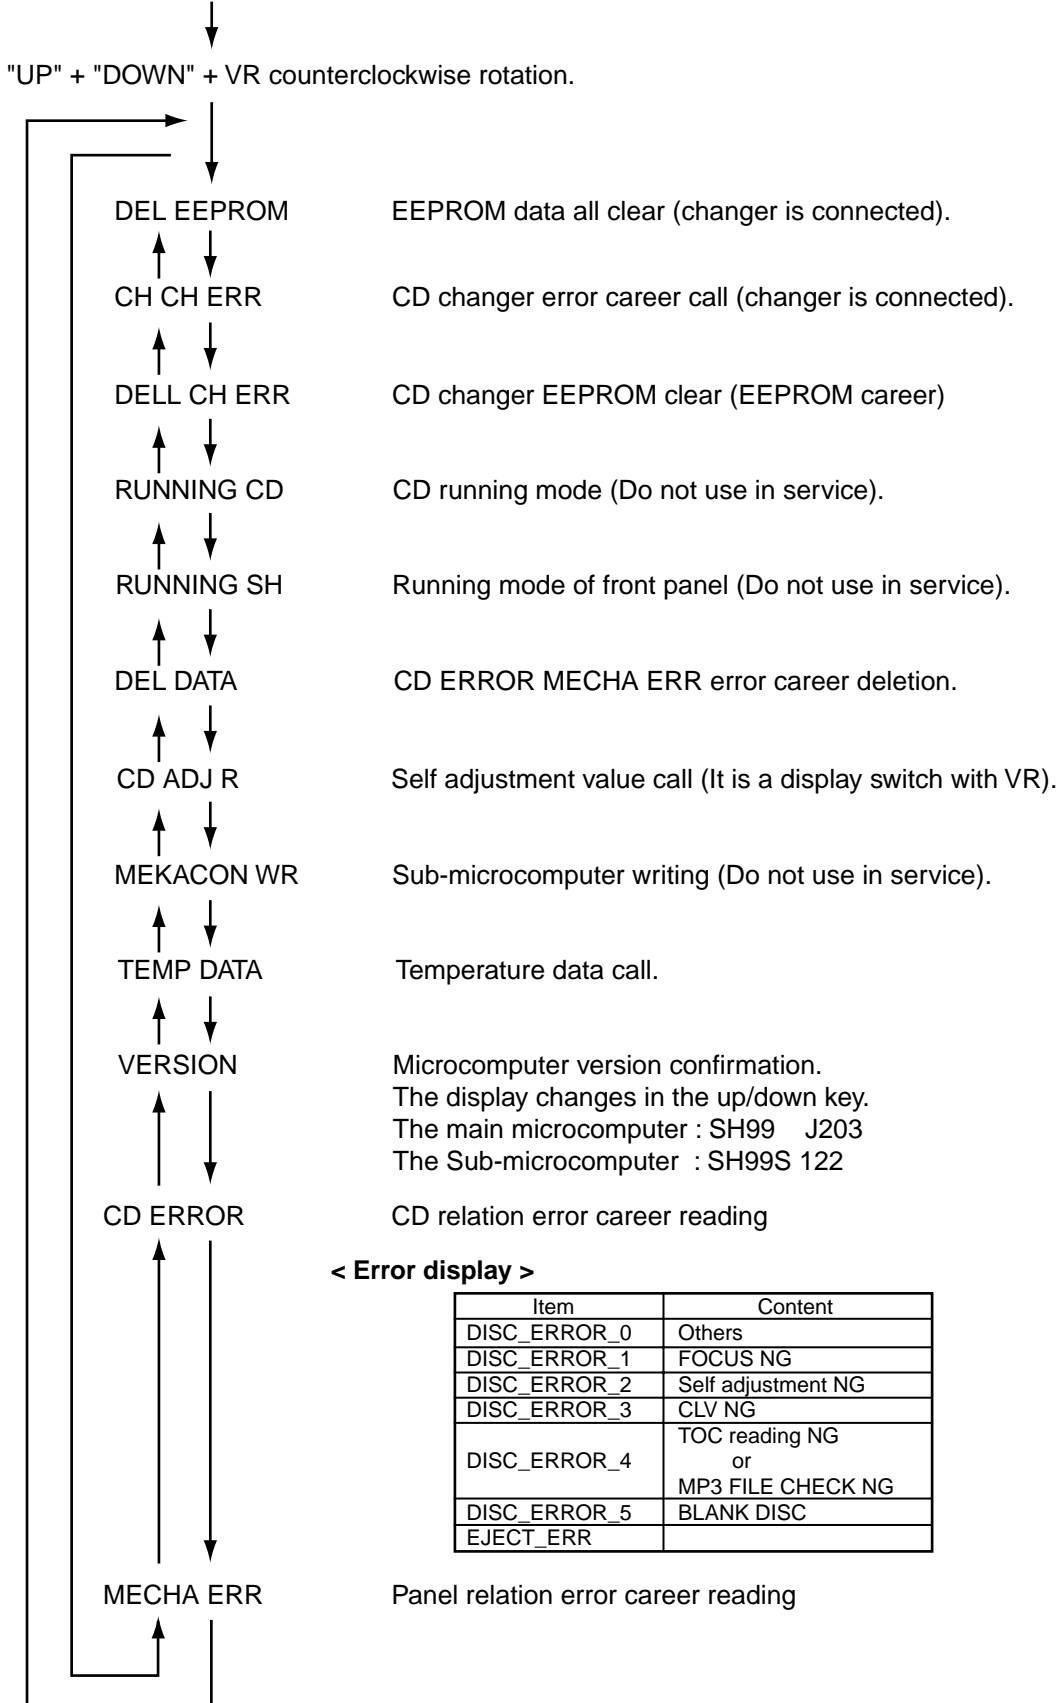 "UP" + "DOWN" + VR counterclockwise rotation.
DEL EEPROM EEPROM data all clear (changer is connected).
CH CH ERR CD changer error career call (changer is connected).
DELL CH ERR CD changer EEPROM clear (EEPROM career)
RUNNING CD CD running mode (Do not use in service).
RUNNING SH Running mode of front panel (Do not use in service).
DEL DATA CD ERROR MECHA ERR error career deletion.
CD ADJ R Self adjustment value call (It is a display switch with VR).
MEKACON WR Sub-microcomputer writing (Do not use in service).
TEMP DATA Temperature data call.
VERSION Microcomputer version confirmation.
The display changes in the up/down key.
The main microcomputer : SH99 J203
The Sub-microcomputer : SH99S 122
CD ERROR CD relation error career reading
< Error display >
Item Content
DISC_ERROR_0 Others
DISC_ERROR_1 FOCUS NG
DISC_ERROR_2 Self adjustment NG
DISC_ERROR_3 CLV NG
DISC_ERROR_4 TOC reading NG
or
MP3 FILE CHECK NG
DISC_ERROR_5 BLANK DISC
EJECT_ERR
MECHA ERR Panel relation error career reading